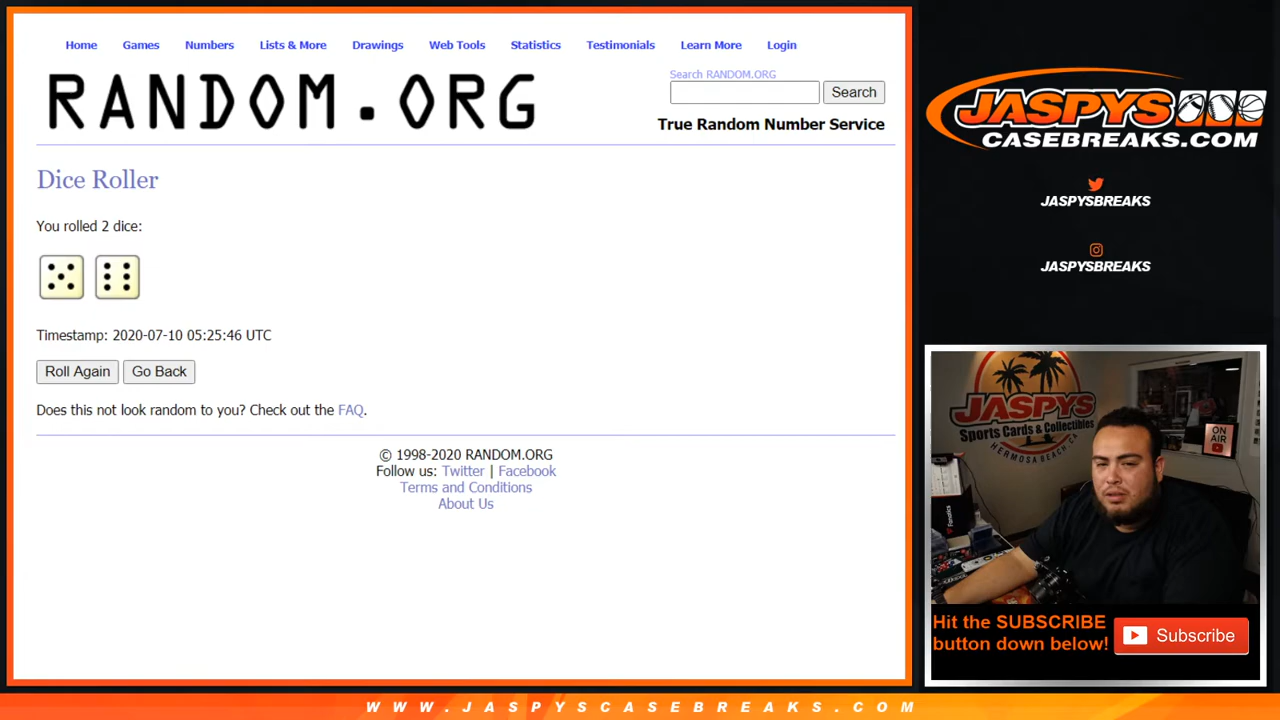 Home Games Numbers Lists & More Drawings Web Tools Statistics Testimonials Learn More Login
RANDOM.ORG
Search RANDOM.ORG
Search
True Random Number Service
Dice Roller
You rolled 2 dice:
Timestamp: 2020-07-10 05:25:46 UTC
Roll Again Go Back
Does this not look random to you? Check out the FAQ.
© 1998-2020 RANDOM.ORG
Follow us: Twitter | Facebook
Terms and Conditions
About Us
JASPYS
CASEBREAKS.COM
JASPYSBREAKS
JASPYSBREAKS
JASPYS
Sports Cards & Collectibles
HERMOSA BEACH CA
ON
AIR
Fanatics
Hit the SUBSCRIBE
button down below!
Subscribe
WWW.JASPYSCASEBREAKS.COM